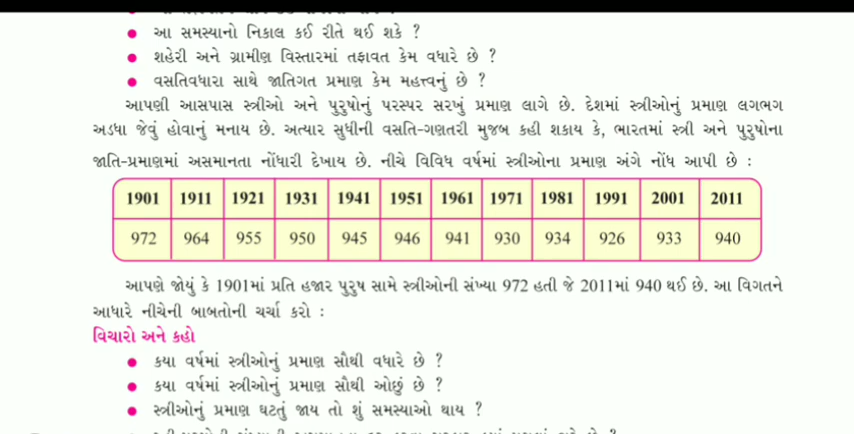 આ સમસ્યાનો નિકાલ કઈ રીતે થઈ શકે ?
શહેરી અને ગ્રામીણ વિસ્તારમાં તફાવત કેમ વધારે છે ?
વસતિવધારા સાથે જાતિગત પ્રમાણ કેમ મહત્ત્વનું છે ?
આપણી આસપાસ સ્ત્રીઓ અને પુરુષોનું પરસ્પર સરખું પ્રમાણ લાગે છે. દેશમાં સ્ત્રીઓનું પ્રમાણ લગભગ
અડધા જેવું હોવાનું મનાય છે. અત્યાર સુધીની વસતિ-ગણતરી મુજબ કહી શકાય કે, ભારતમાં સ્ત્રી અને પુરુષોના
જાતિ-પ્રમાણમાં અસમાનતા નોંધારી દેખાય છે. નીચે વિવિધ વર્ષમાં સ્ત્રીઓના પ્રમાણ અંગે નોંધ આપી છે :
1901 1911 1921 1931 1941 1951 1961 1971 1981 1991 2001 2011
972 964 955 950 945 946 941 930 934 926 933 940
આપણે જોયું કે 1901માં પ્રતિ હજાર પુરુષ સામે સ્ત્રીઓની સંખ્યા 972 હતી જે 2011માં 940 થઈ છે. આ વિગતને
આધારે નીચેની બાબતોની ચર્ચા કરો :
વિચારો અને કહો
કયા વર્ષમાં સ્ત્રીઓનું પ્રમાણ સૌથી વધારે છે ?
કયા વર્ષમાં સ્ત્રીઓનું પ્રમાણ સૌથી ઓછું છે ?
સ્ત્રીઓનું પ્રમાણ ઘટતું જાય તો શું સમસ્યાઓ થાય ?